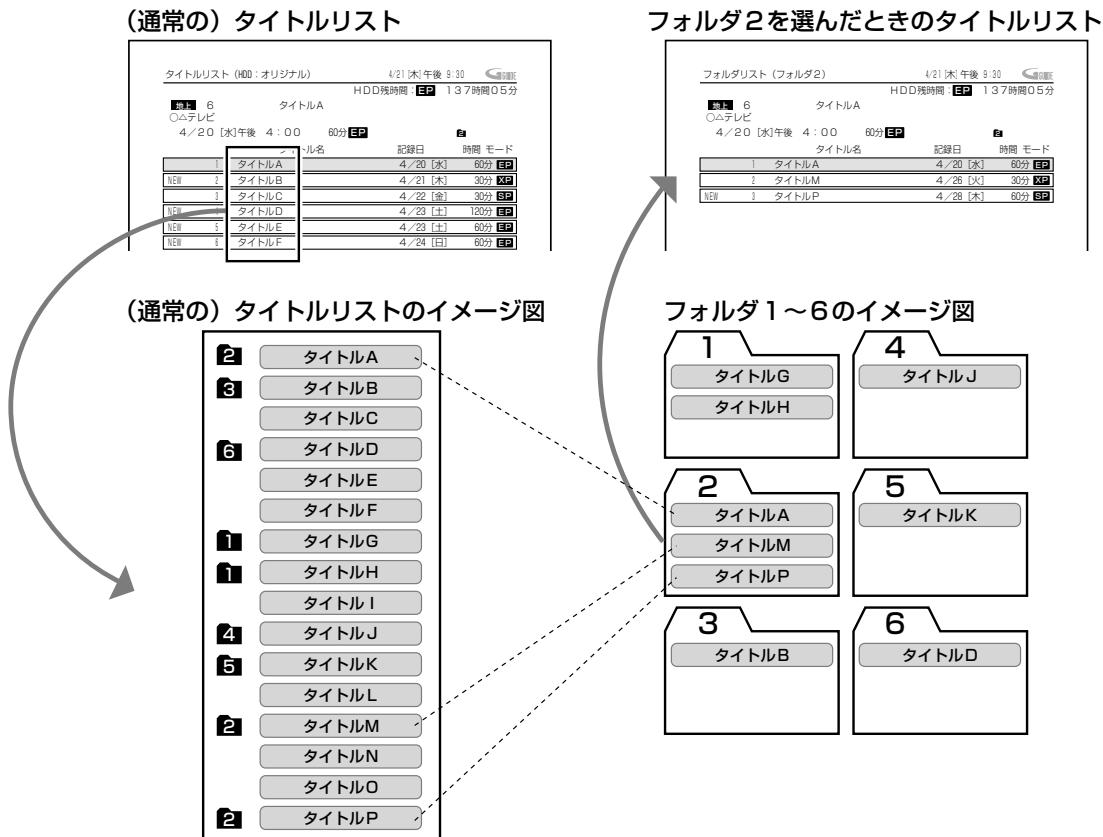 （通常の）タイトルリスト
タイトルリスト（HDD：オリジナル） 4/21［木］午後 9:30 GUIDE
HDD残時間：EP 137時間05分
地上 6 タイトルA
○△テレビ
4／20［水］午後 4：00 60分 EP 2
タイトル名 記録日 時間 モード
1 タイトルA 4／20［水］ 60分 EP
NEW 2 タイトルB 4／21［木］ 30分 XP
3 タイトルC 4／22［金］ 30分 SP
NEW タイトルD 4／23［土］ 120分 EP
NEW 5 タイトルE 4／23［土］ 60分 EP
NEW 6 タイトルF 4／24［日］ 60分 EP
フォルダ2を選んだときのタイトルリスト
フォルダリスト（フォルダ2） 4/21［木］午後 9:30 GUIDE
HDD残時間：EP 137時間05分
地上 6 タイトルA
○△テレビ
4／20［水］午後 4：00 60分 EP 2
タイトル名 記録日 時間 モード
1 タイトルA 4／20［水］ 60分 EP
2 タイトルM 4／26［火］ 30分 XP
NEW 3 タイトルP 4／28［木］ 60分 SP
（通常の）タイトルリストのイメージ図
2 タイトルA
3 タイトルB
タイトルC
6 タイトルD
タイトルE
タイトルF
1 タイトルG
1 タイトルH
タイトルI
4 タイトルJ
5 タイトルK
タイトルL
2 タイトルM
タイトルN
タイトルO
2 タイトルP
フォルダ1～6のイメージ図
1
タイトルG
タイトルH
4
タイトルJ
2
タイトルA
タイトルM
タイトルP
5
タイトルK
3
タイトルB
6
タイトルD